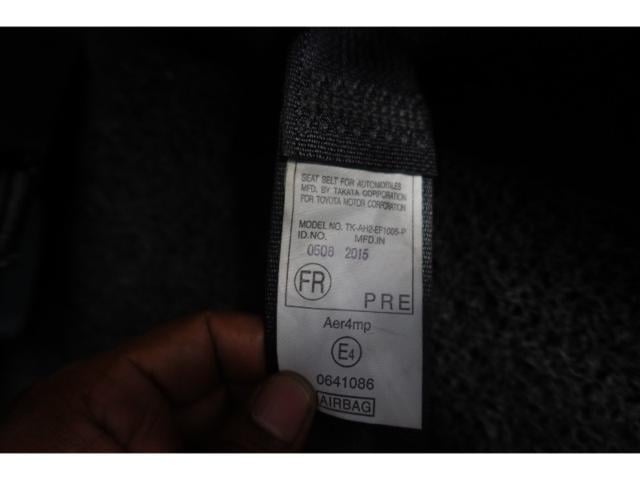 SEAT BELT FOR AUTOMOTILES
MFD. BY TAKATA CORPORATION
FOR TOYOTA MOTOR CORPORATION
MODEL NO. TK-AH2-EF1005-P
ID.NO. MFD.IN
0508 2015
FR
PRE
Aer4mp
E4
0641086
AIRBAG